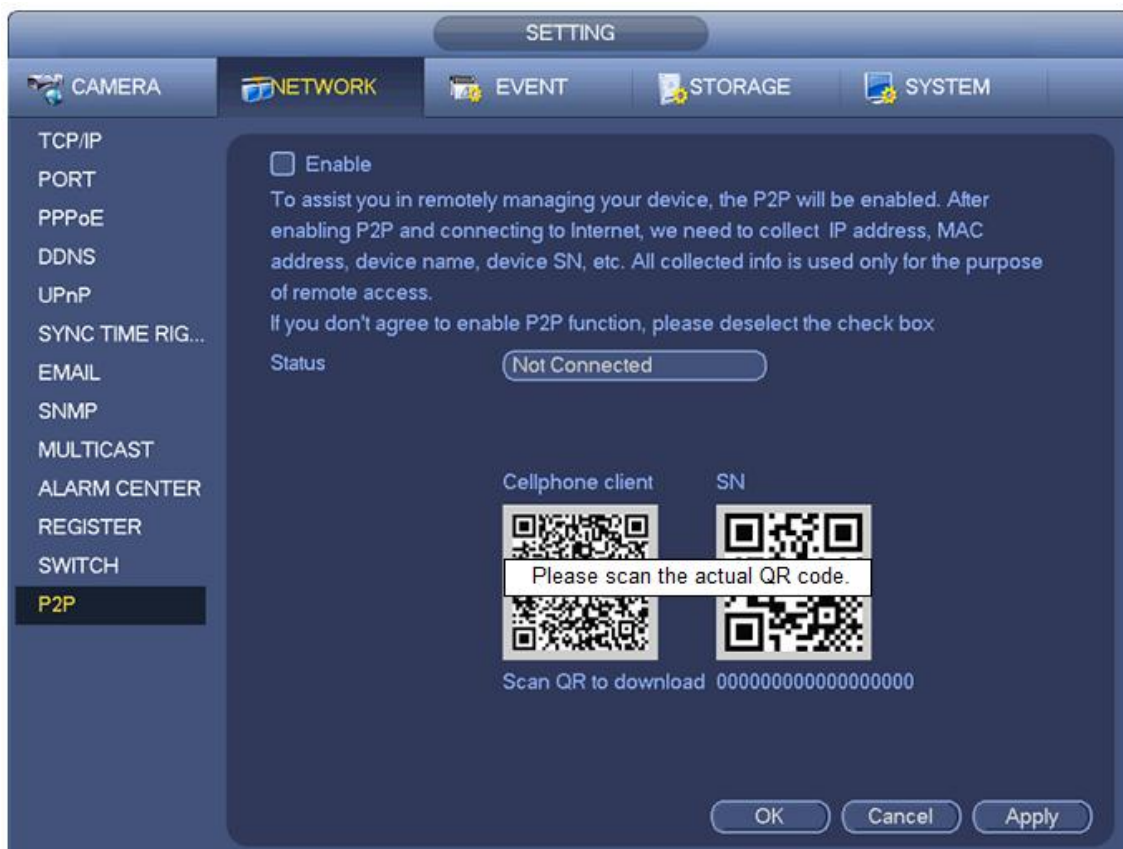 SETTING
CAMERA
NETWORK
EVENT
STORAGE
SYSTEM
TCP/IP
PORT
PPPoE
DDNS
UPnP
SYNC TIME RIG...
EMAIL
SNMP
MULTICAST
ALARM CENTER
REGISTER
SWITCH
P2P
Enable
To assist you in remotely managing your device, the P2P will be enabled. After
enabling P2P and connecting to Internet, we need to collect IP address, MAC
address, device name, device SN, etc. All collected info is used only for the purpose
of remote access.
If you don't agree to enable P2P function, please deselect the check box
Status
Not Connected
Cellphone client
SN
Please scan the actual QR code.
Scan QR to download
000000000000000000
OK
Cancel
Apply